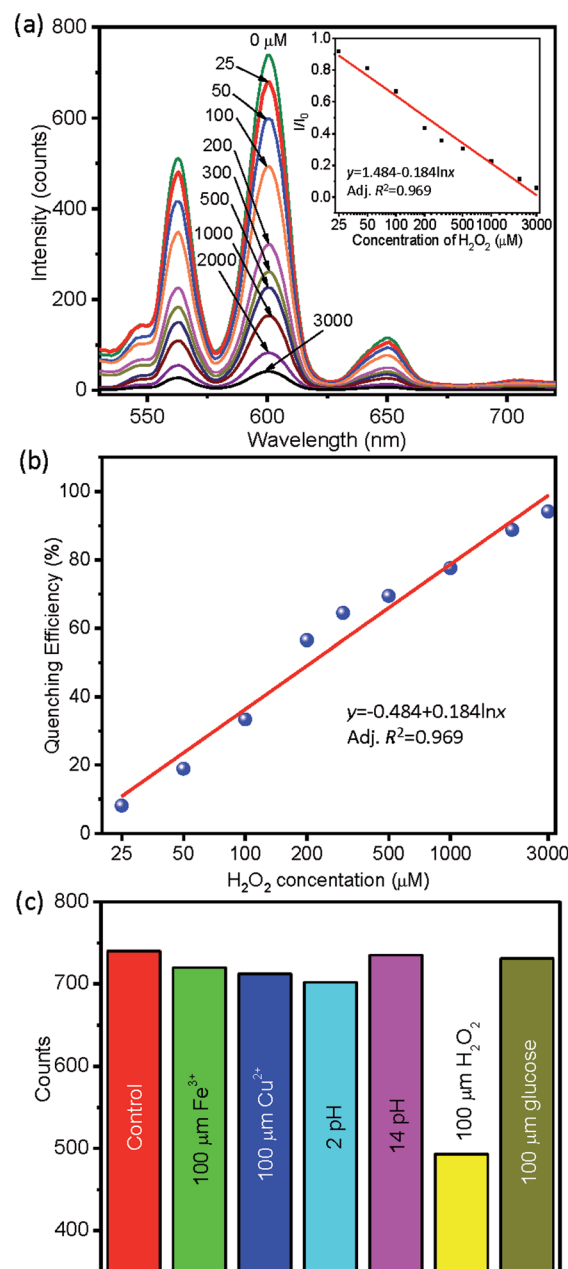 (a)
0 μM
25
50
100
200
300
500
1000
2000
3000
800
600
400
200
0
Intensity (counts)
550
600
650
700
Wavelength (nm)
1.0
0.8
0.6
0.4
0.2
0.0
I/I₀
y=1.484-0.184lnx
Adj. R²=0.969
25
50
100
200
500
1000
3000
Concentration of H₂O₂ (μM)
(b)
100
80
60
40
20
0
Quenching Efficiency (%)
y=-0.484+0.184lnx
Adj. R²=0.969
25
50
100
200
500
1000
3000
H₂O₂ concentation (μM)
(c)
800
700
600
500
400
Counts
Control
100 μm Fe³⁺
100 μm Cu²⁺
2 pH
14 pH
100 μm H₂O₂
100 μm glucose